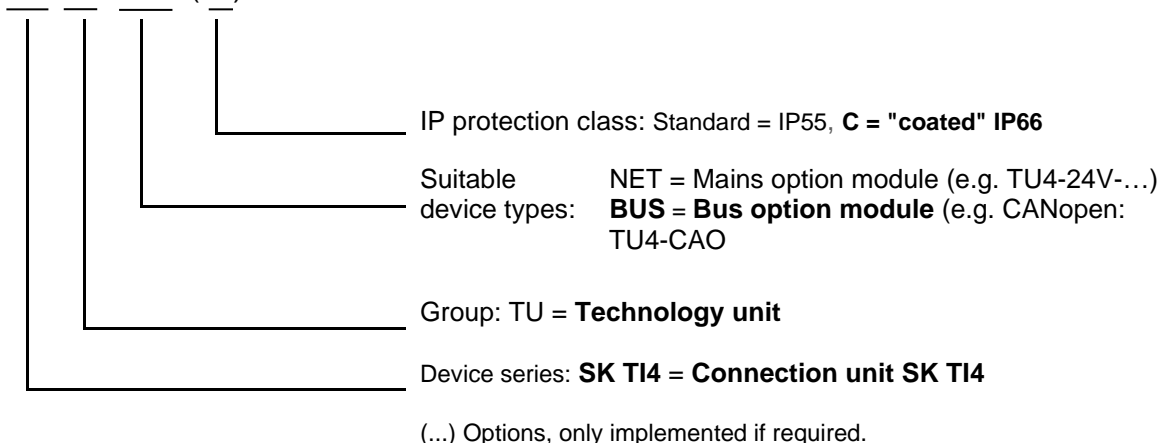 IP protection class: Standard = IP55, C = "coated" IP66
Suitable NET = Mains option module (e.g. TU4-24V-…)
device types: BUS = Bus option module (e.g. CANopen:
TU4-CAO
Group: TU = Technology unit
Device series: SK TI4 = Connection unit SK TI4
(...) Options, only implemented if required.